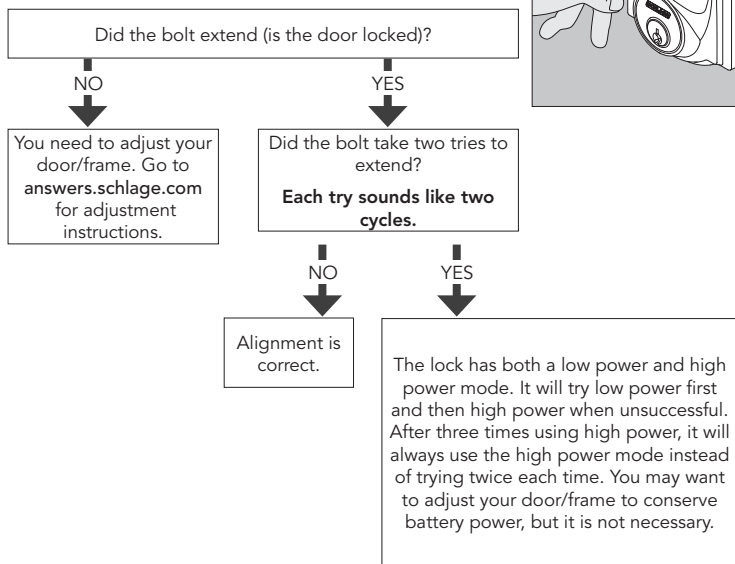 Did the bolt extend (is the door locked)?
NO
YES
You need to adjust your
door/frame. Go to
answers.schlage.com
for adjustment
instructions.
Did the bolt take two tries to
extend?
Each try sounds like two
cycles.
NO
YES
Alignment is
correct.
The lock has both a low power and high
power mode. It will try low power first
and then high power when unsuccessful.
After three times using high power, it will
always use the high power mode instead
of trying twice each time. You may want
to adjust your door/frame to conserve
battery power, but it is not necessary.